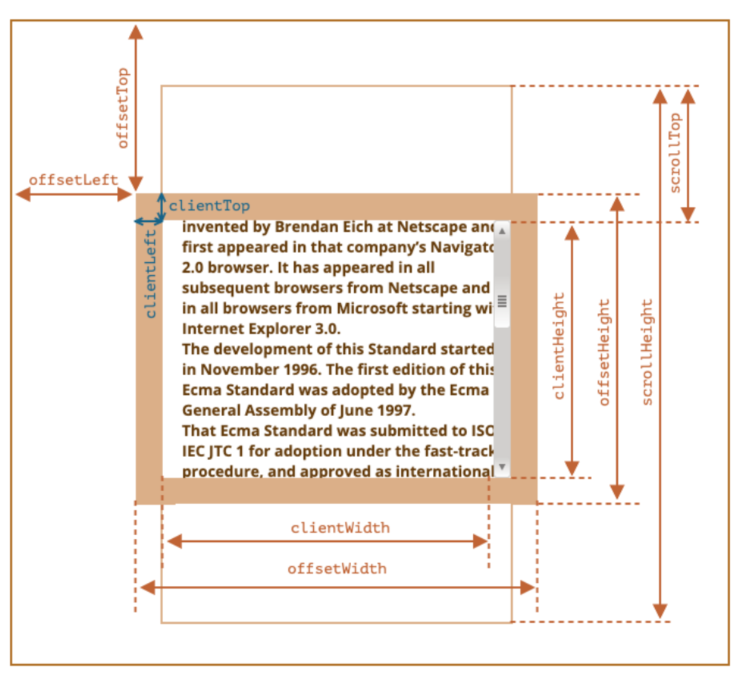 offsetTop
offsetLeft
clientTop
clientLeft
scrollTop
invented by Brendan Eich at Netscape and
first appeared in that company's Navigato
2.0 browser. It has appeared in all
subsequent browsers from Netscape and
in all browsers from Microsoft starting wi
Internet Explorer 3.0.
The development of this Standard started
in November 1996. The first edition of this
Ecma Standard was adopted by the Ecma
General Assembly of June 1997.
That Ecma Standard was submitted to ISO
IEC JTC 1 for adoption under the fast-track
procedure, and approved as international
clientHeight
offsetHeight
scrollHeight
clientWidth
offsetWidth